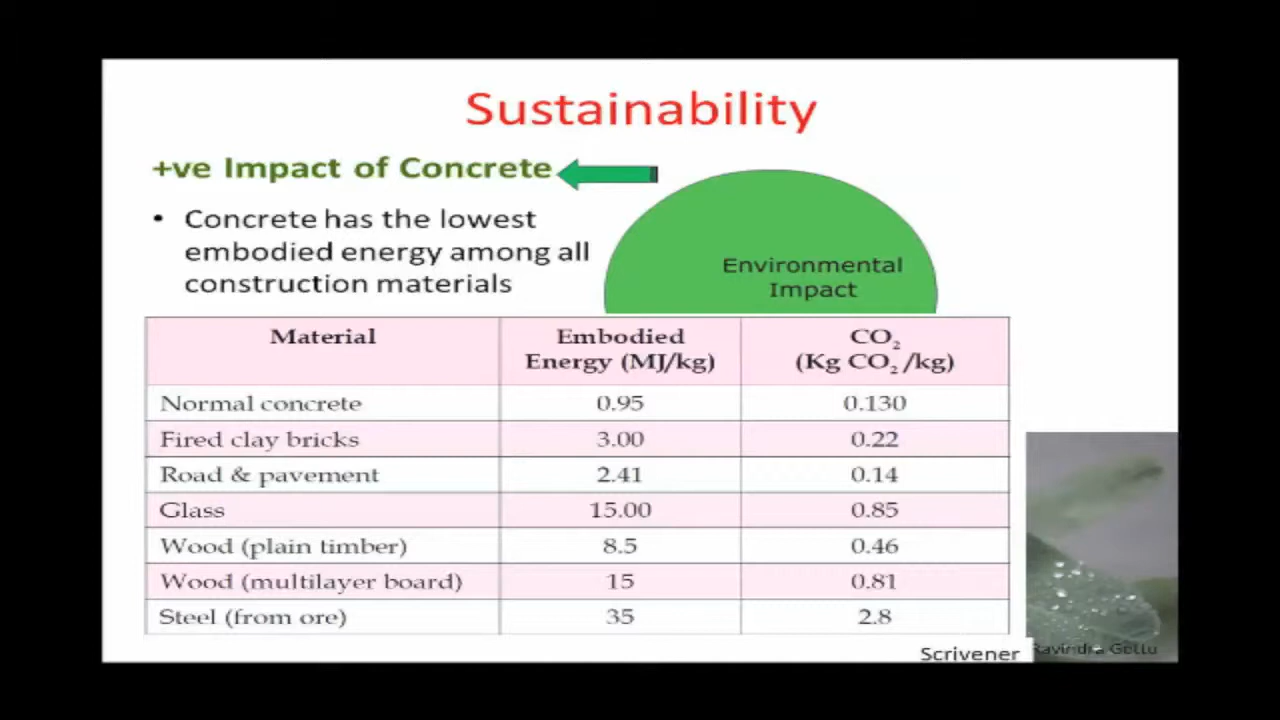 Sustainability
+ve Impact of Concrete
• Concrete has the lowest
embodied energy among all
construction materials
Environmental
Impact
Material Embodied Energy (MJ/kg) CO₂ (Kg CO₂ /kg)
Normal concrete 0.95 0.130
Fired clay bricks 3.00 0.22
Road & pavement 2.41 0.14
Glass 15.00 0.85
Wood (plain timber) 8.5 0.46
Wood (multilayer board) 15 0.81
Steel (from ore) 35 2.8
Scrivener
Ravindra Gettu